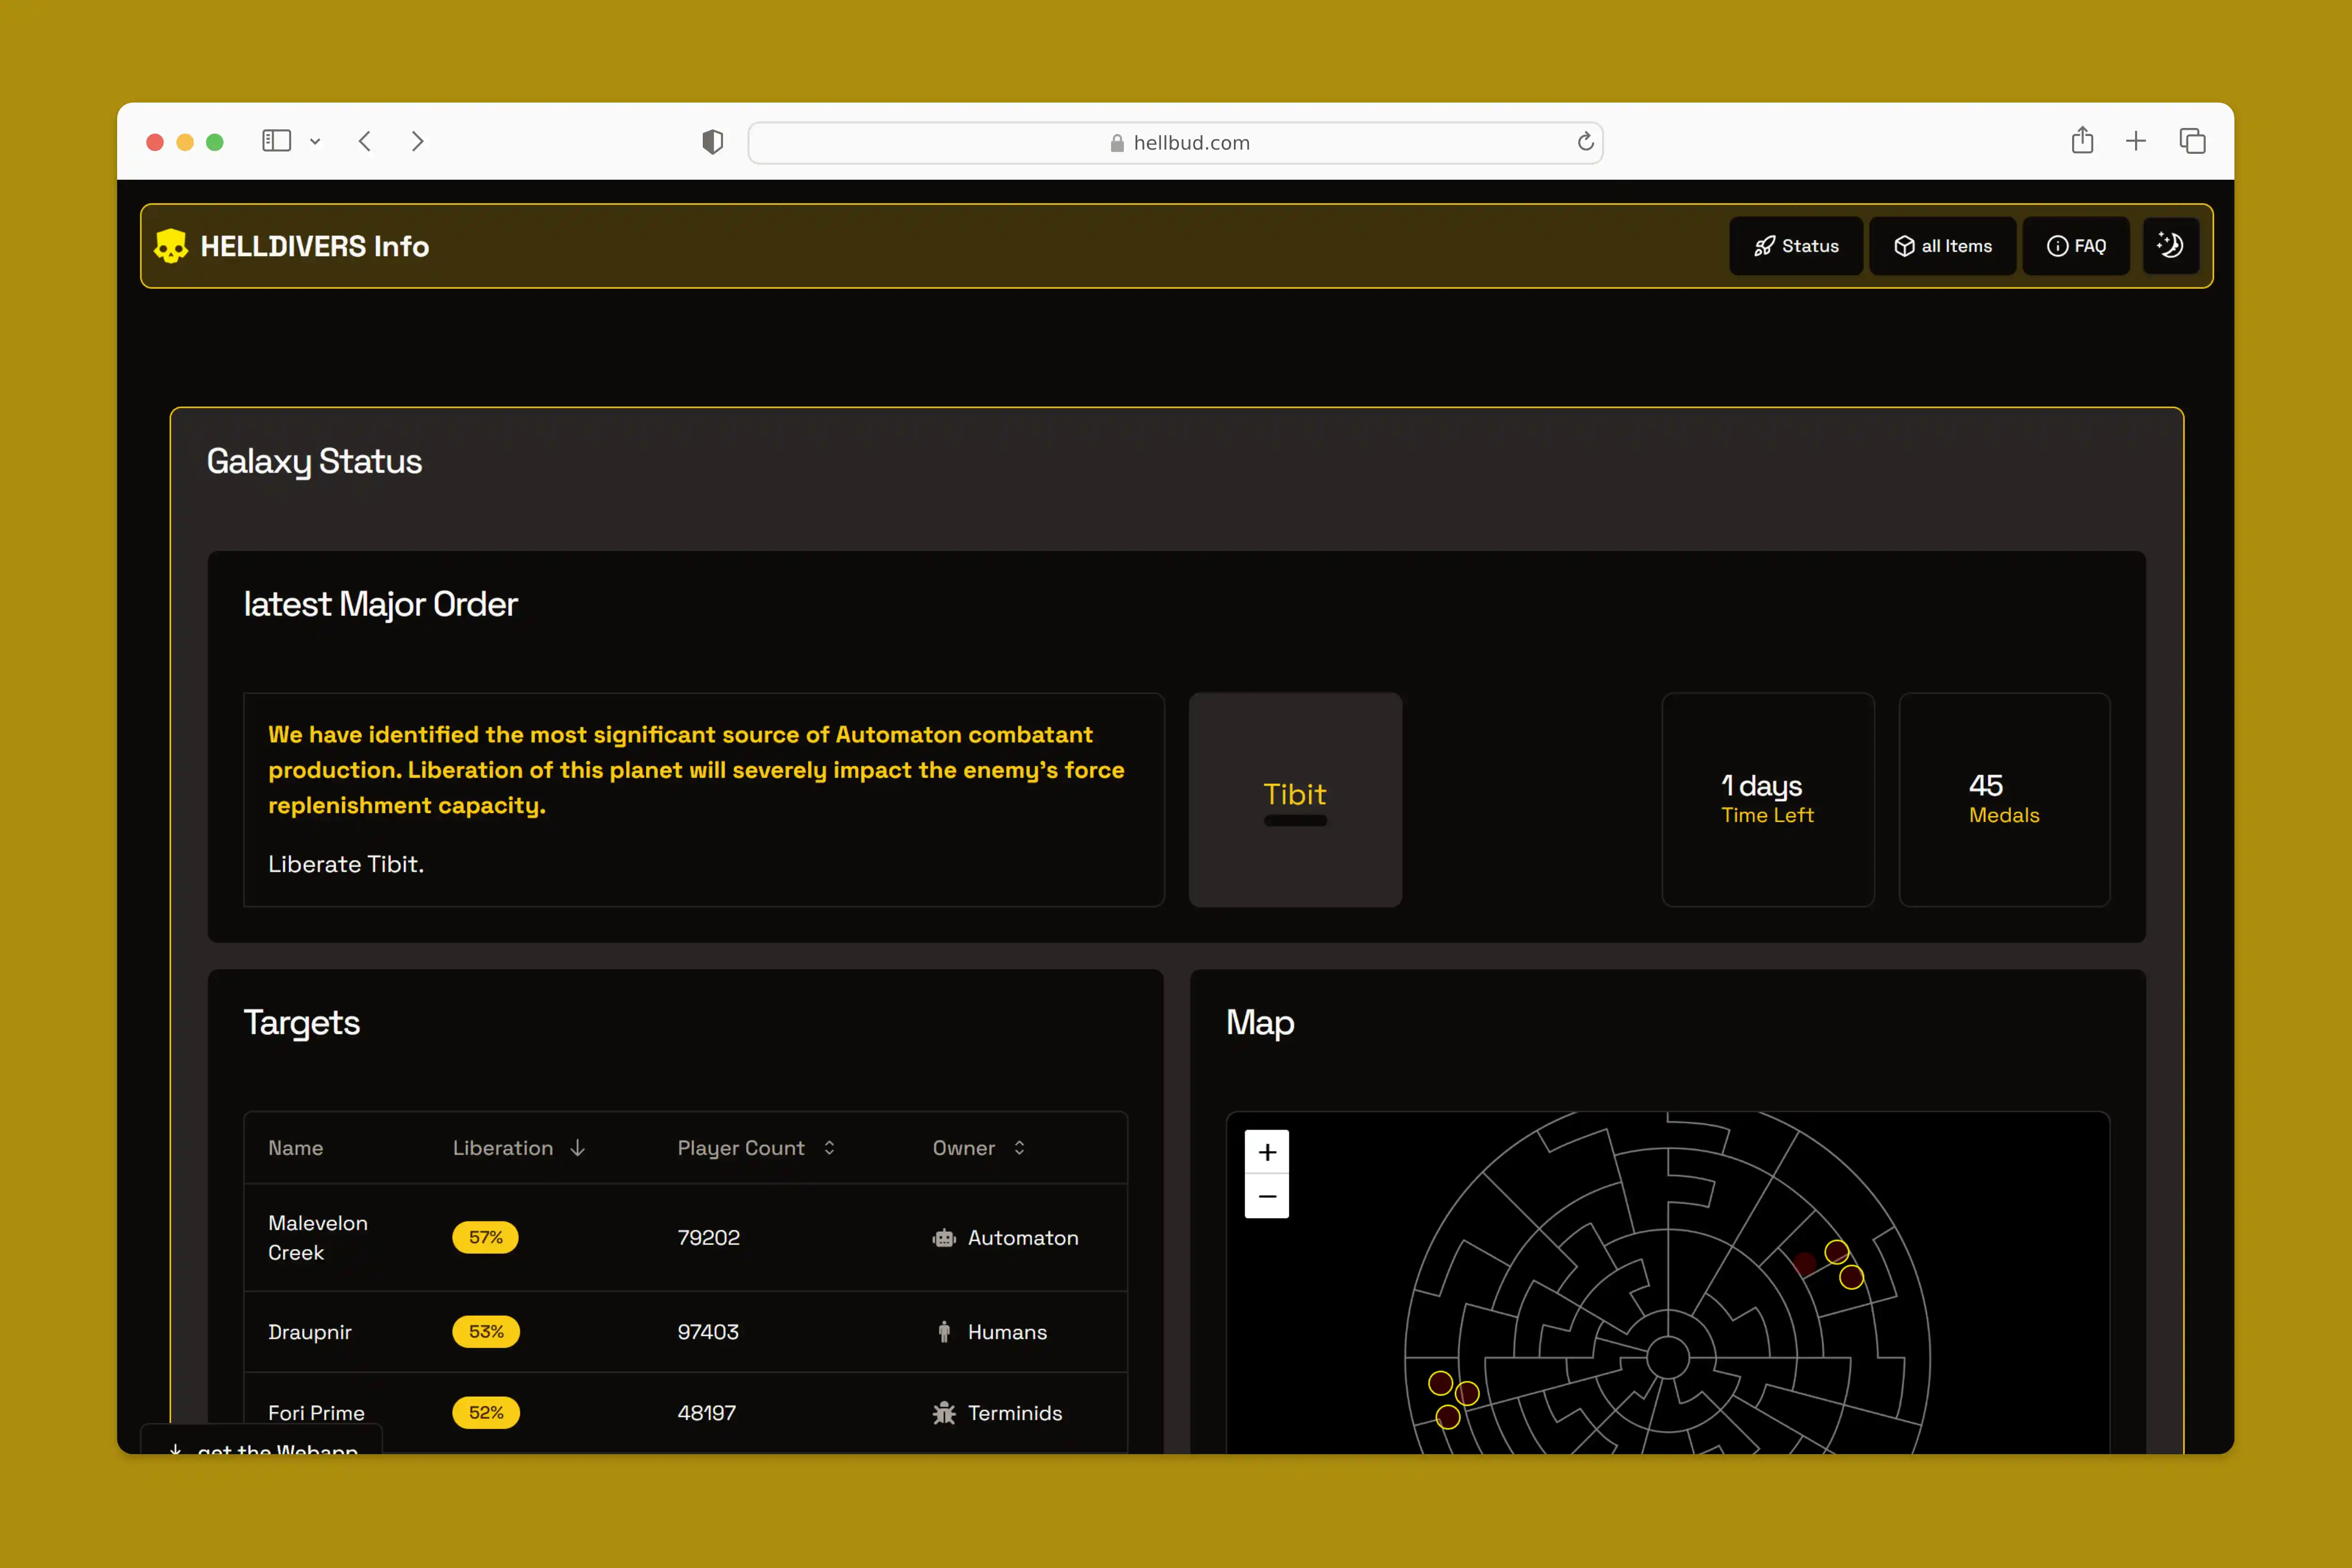 hellbud.com
HELLDIVERS Info
Status
all Items
FAQ
Galaxy Status
latest Major Order
We have identified the most significant source of Automaton combatant
production. Liberation of this planet will severely impact the enemy's force
replenishment capacity.
Liberate Tibit.
Tibit
1 days
Time Left
45
Medals
Targets
Name Liberation Player Count Owner
Malevelon
Creek
57% 79202 Automaton
Draupnir 53% 97403 Humans
Fori Prime 52% 48197 Terminids
get the Webapp
Map
+
−